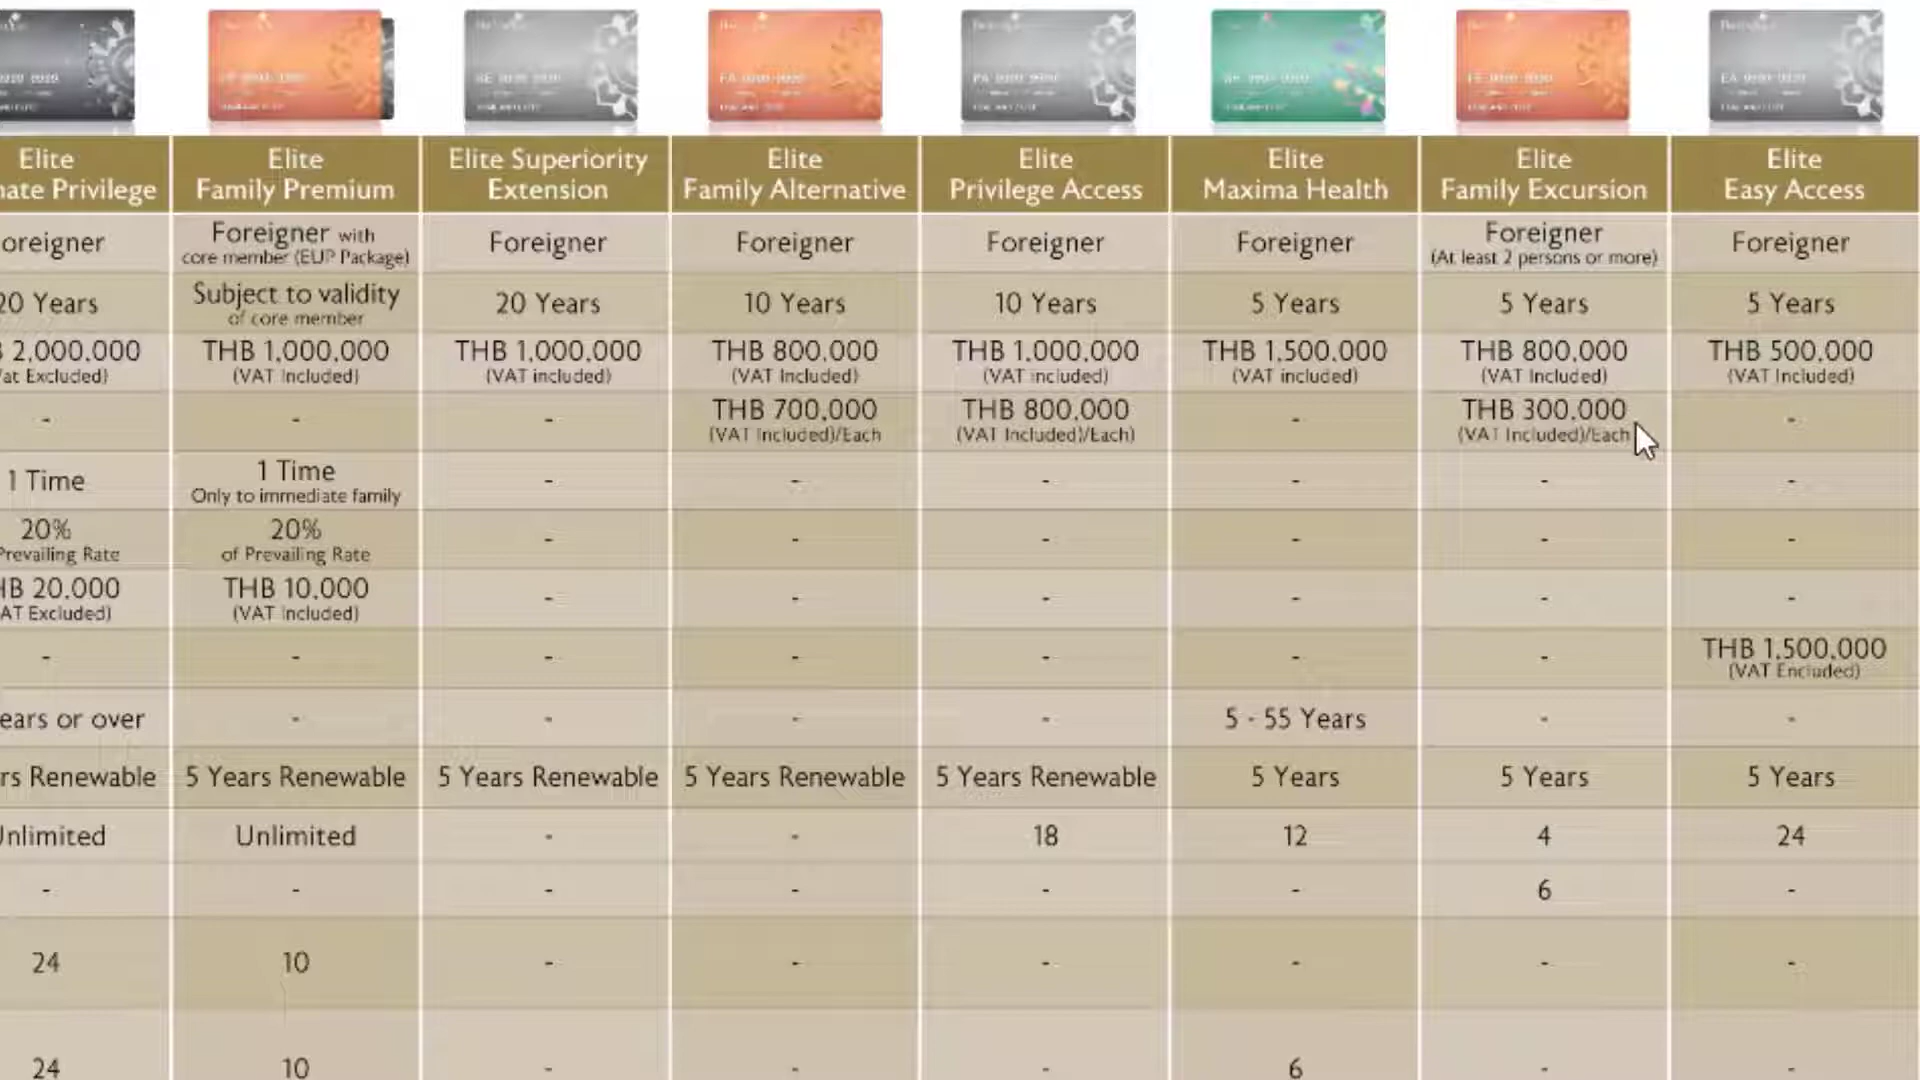 Elite
nate Privilege
Elite
Family Premium
Elite Superiority
Extension
Elite
Family Alternative
Elite
Privilege Access
Elite
Maxima Health
Elite
Family Excursion
Elite
Easy Access
oreigner
Foreigner with
core member (EUP Package)
Foreigner
Foreigner
Foreigner
Foreigner
Foreigner
(At least 2 persons or more)
Foreigner
20 Years
Subject to validity
of core member
20 Years
10 Years
10 Years
5 Years
5 Years
5 Years
B 2,000,000
at Excluded)
THB 1,000,000
(VAT Included)
THB 1,000,000
(VAT included)
THB 800,000
(VAT Included)
THB 1,000,000
(VAT included)
THB 1,500,000
(VAT included)
THB 800,000
(VAT Included)
THB 500,000
(VAT Included)
-
-
-
THB 700,000
(VAT Included)/Each
THB 800,000
(VAT Included)/Each)
-
THB 300,000
(VAT Included)/Each
-
1 Time
1 Time
Only to immediate family
-
-
-
-
-
-
20%
Prevailing Rate
20%
of Prevailing Rate
-
-
-
-
-
-
HB 20,000
AT Excluded)
THB 10,000
(VAT Included)
-
-
-
-
-
-
-
-
-
-
-
-
-
THB 1,500,000
(VAT Encluded)
ears or over
-
-
-
-
5 - 55 Years
-
-
rs Renewable
5 Years Renewable
5 Years Renewable
5 Years Renewable
5 Years Renewable
5 Years
5 Years
5 Years
Unlimited
Unlimited
-
-
18
12
4
24
-
-
-
-
-
-
6
-
24
10
-
-
-
-
-
-
24
10
-
-
-
6
-
-